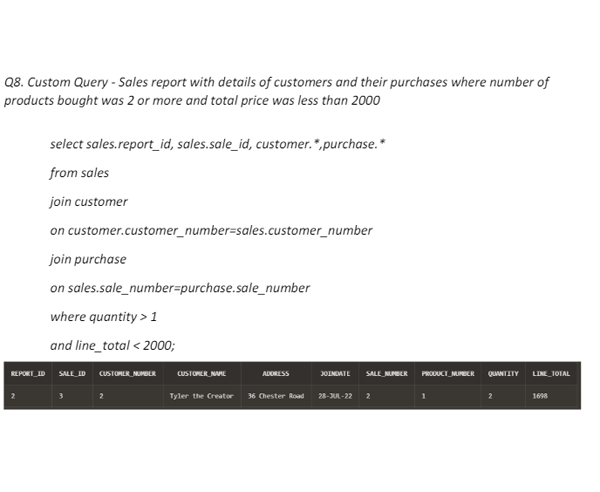 Q8. Custom Query - Sales report with details of customers and their purchases where number of
products bought was 2 or more and total price was less than 2000
select sales.report_id, sales.sale_id, customer.*,purchase.*
from sales
join customer
on customer.customer_number=sales.customer_number
join purchase
on sales.sale_number=purchase.sale_number
where quantity > 1
and line_total < 2000;
REPORT_ID SALE_ID CUSTOMER_NUMBER CUSTOMER_NAME ADDRESS JOINDATE SALE_NUMBER PRODUCT_NUMBER QUANTITY LINE_TOTAL
2 3 2 Tyler the Creator 36 Chester Road 28-JUL-22 2 1 2 1698